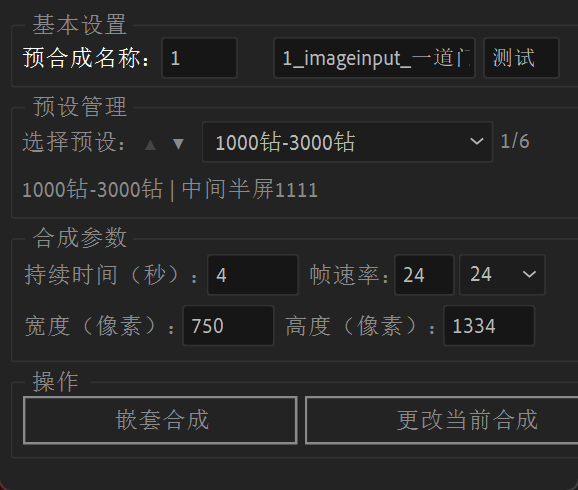 基本设置
预合成名称： 1 1_imageinput_一道门 测试
预设管理
选择预设： ▲ ▼ 1000钻-3000钻 1/6
1000钻-3000钻 | 中间半屏1111
合成参数
持续时间（秒）： 4 帧速率： 24 24
宽度（像素）： 750 高度（像素）： 1334
操作
嵌套合成 更改当前合成